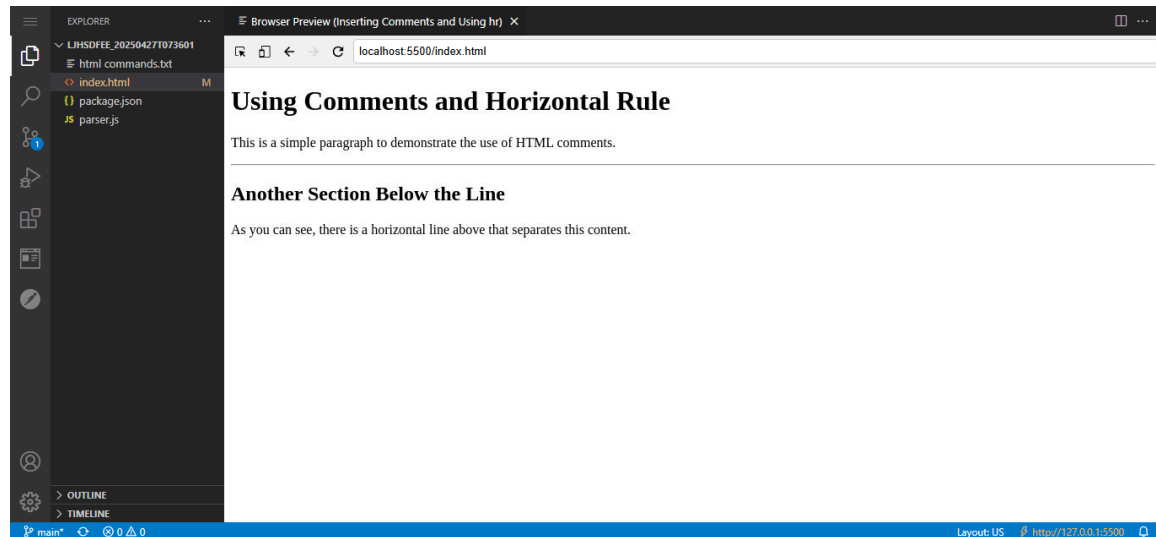 EXPLORER
LJHSDFEE_20250427T073601
html commands.txt
index.html M
package.json
JS parser.js
1
OUTLINE
TIMELINE
Browser Preview (Inserting Comments and Using hr)
localhost:5500/index.html
Using Comments and Horizontal Rule
This is a simple paragraph to demonstrate the use of HTML comments.
Another Section Below the Line
As you can see, there is a horizontal line above that separates this content.
main* 0 0
Layout: US http://127.0.0.1:5500